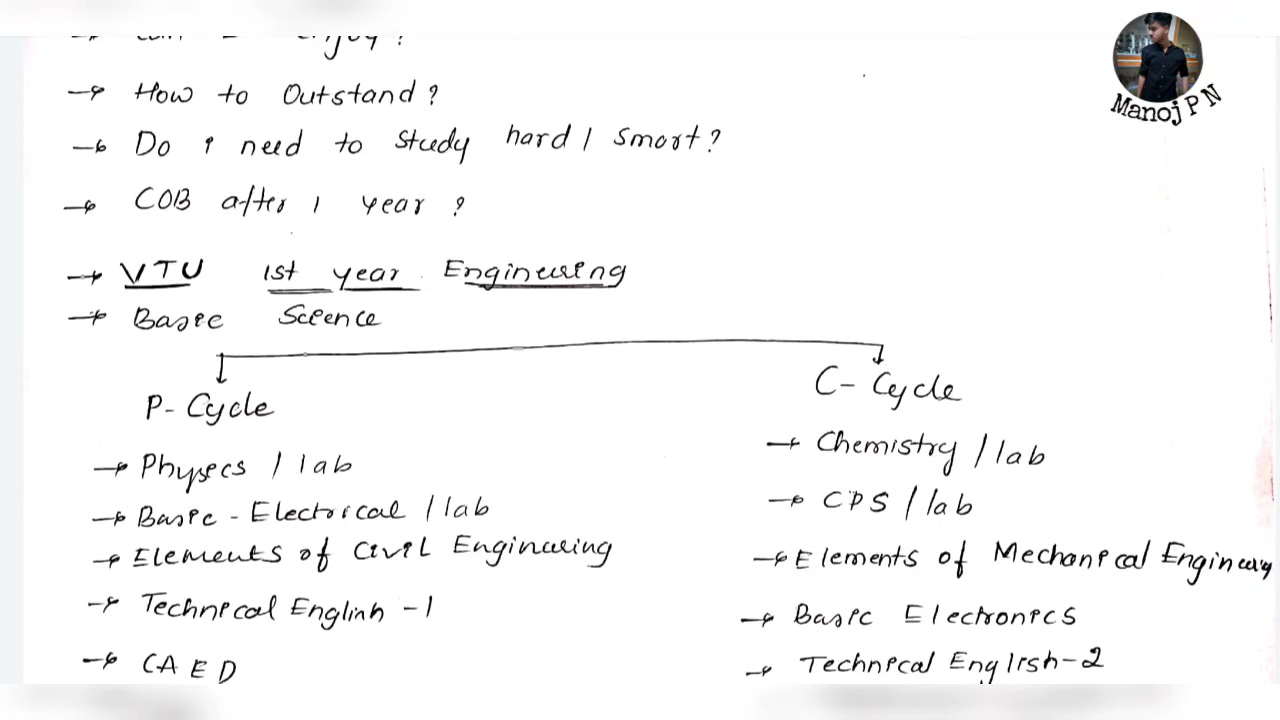 enjoy?
→ How to Outstand?
→ Do i need to study hard / smart?
→ COB after 1 year?
→ VTU 1st year Engineering
→ Basic Science
P-Cycle
→ Physics / lab
→ Basic-Electrical / lab
→ Elements of Civil Engineering
→ Technical English-1
→ CAED
C-Cycle
→ Chemistry / lab
→ CPS / lab
→ Elements of Mechanical Engineering
→ Basic Electronics
→ Technical English-2
Manoj P N